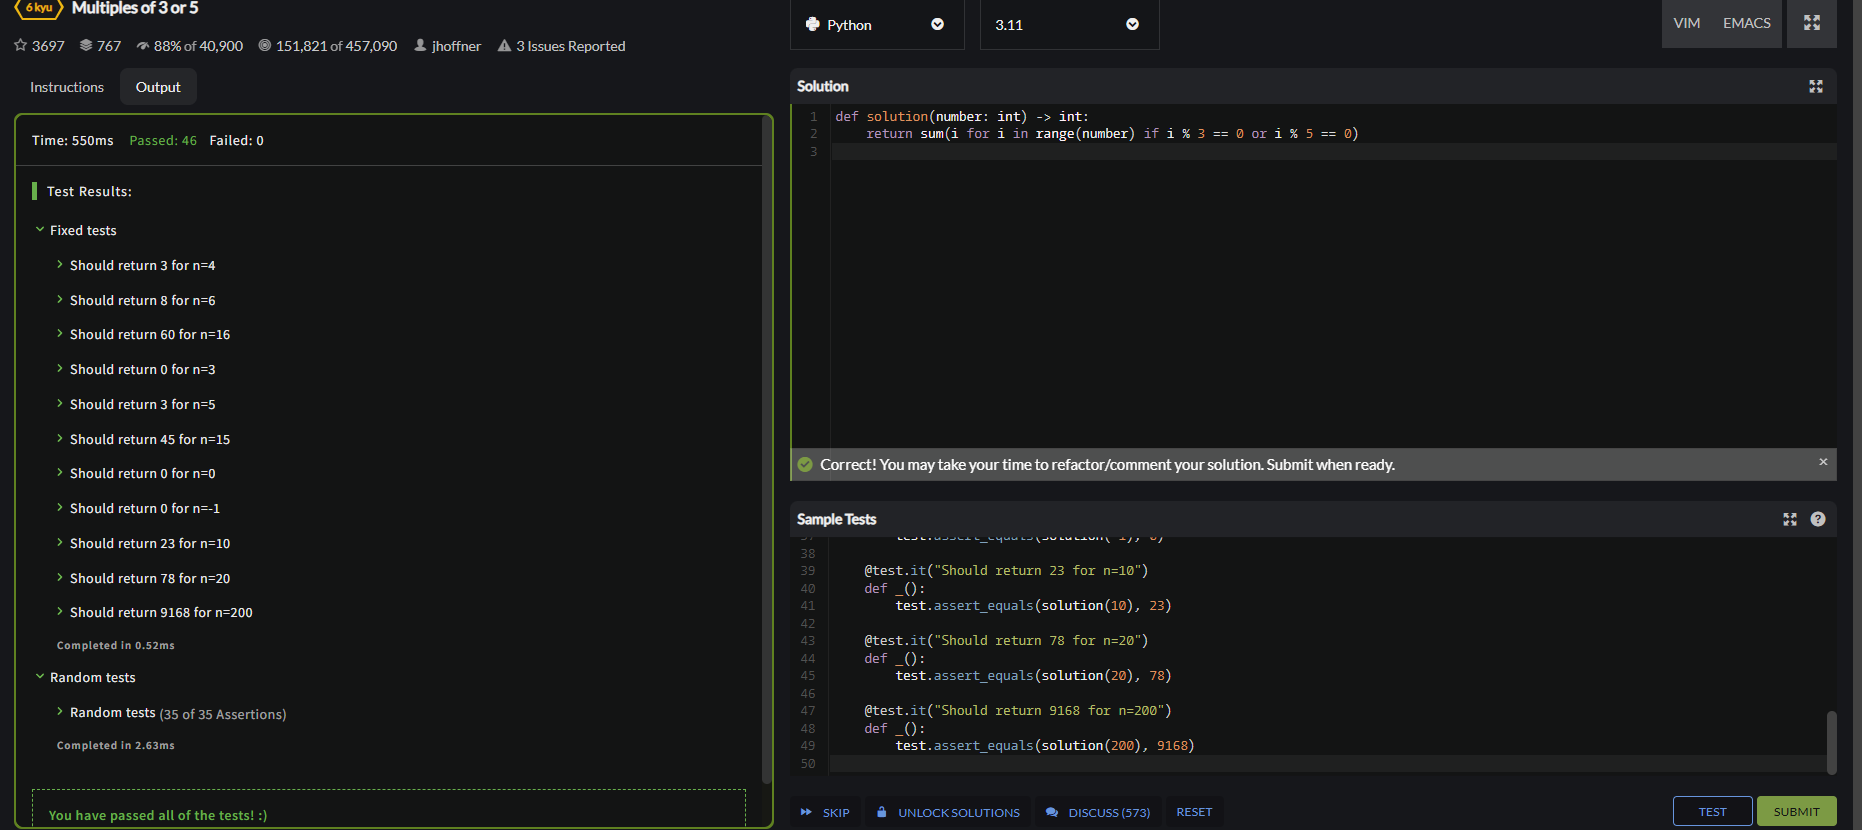 6 kyu Multiples of 3 or 5
3697 767 88% of 40,900 151,821 of 457,090 jhoffner 3 Issues Reported
Instructions Output
Time: 550ms Passed: 46 Failed: 0
Test Results:
Fixed tests
Should return 3 for n=4
Should return 8 for n=6
Should return 60 for n=16
Should return 0 for n=3
Should return 3 for n=5
Should return 45 for n=15
Should return 0 for n=0
Should return 0 for n=-1
Should return 23 for n=10
Should return 78 for n=20
Should return 9168 for n=200
Completed in 0.52ms
Random tests
Random tests (35 of 35 Assertions)
Completed in 2.63ms
You have passed all of the tests! :)
Python 3.11 VIM EMACS
Solution
1 def solution(number: int) -> int:
2     return sum(i for i in range(number) if i % 3 == 0 or i % 5 == 0)
3
Correct! You may take your time to refactor/comment your solution. Submit when ready. ×
Sample Tests ?
37         test.assert_equals(solution(-1), 0)
38
39     @test.it("Should return 23 for n=10")
40     def _():
41         test.assert_equals(solution(10), 23)
42
43     @test.it("Should return 78 for n=20")
44     def _():
45         test.assert_equals(solution(20), 78)
46
47     @test.it("Should return 9168 for n=200")
48     def _():
49         test.assert_equals(solution(200), 9168)
50
SKIP UNLOCK SOLUTIONS DISCUSS (573) RESET TEST SUBMIT